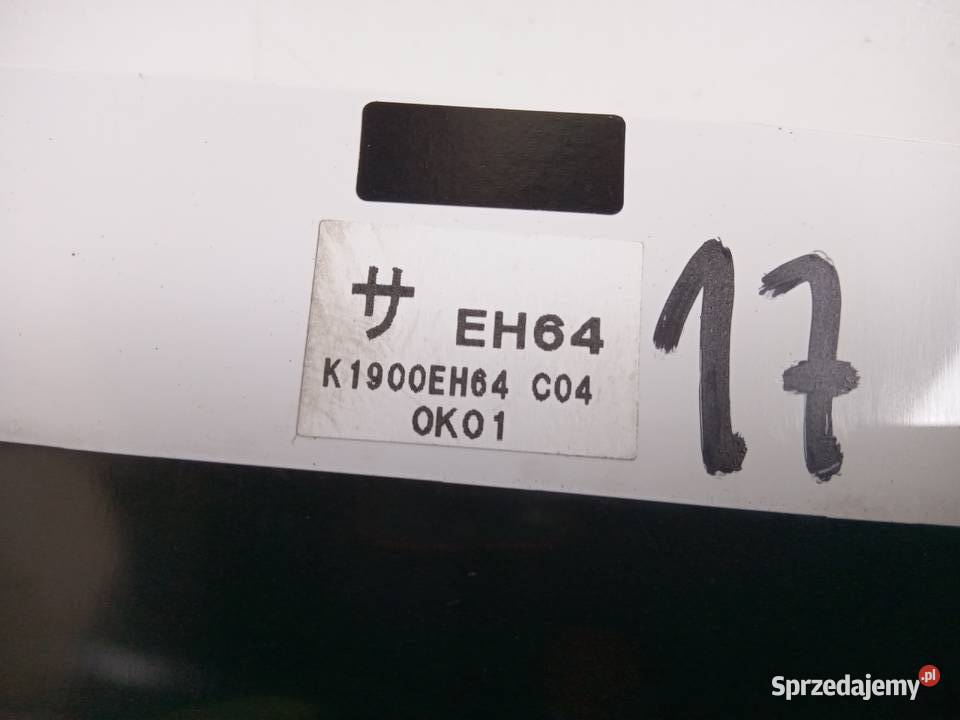 サ EH64
K1900EH64 C04
0K01
17
Sprzedajemy.pl